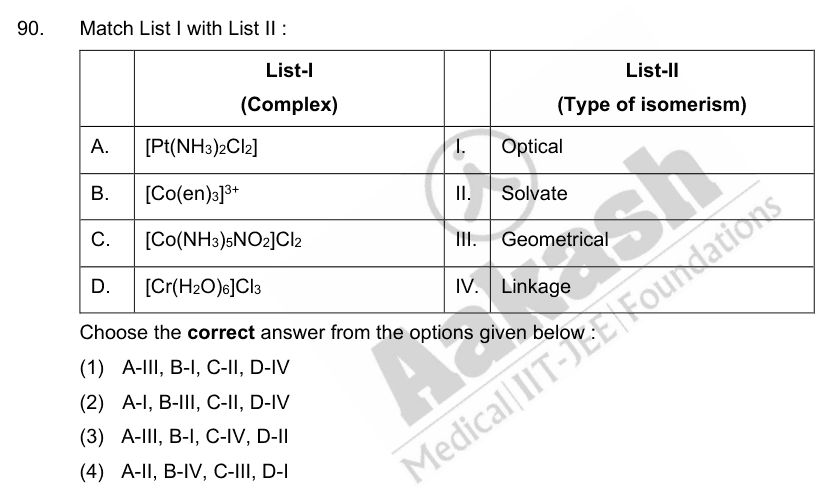 90. Match List I with List II :
List-I
(Complex)
List-II
(Type of isomerism)
A. [Pt(NH3)2Cl2] I. Optical
B. [Co(en)3]3+ II. Solvate
C. [Co(NH3)5NO2]Cl2 III. Geometrical
D. [Cr(H2O)6]Cl3 IV. Linkage
Choose the correct answer from the options given below :
(1) A-III, B-I, C-II, D-IV
(2) A-I, B-III, C-II, D-IV
(3) A-III, B-I, C-IV, D-II
(4) A-II, B-IV, C-III, D-I
Aakash
Medical|IIT-JEE|Foundations